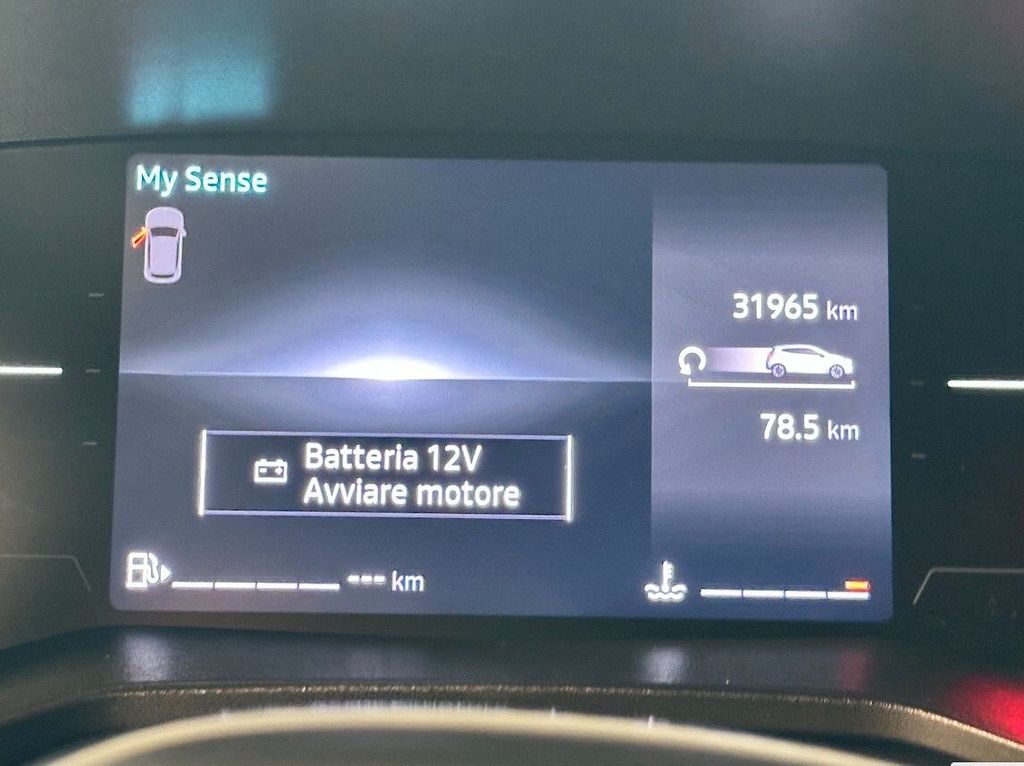 My Sense
31965 km
78.5 km
Batteria 12V
Avviare motore
--- km